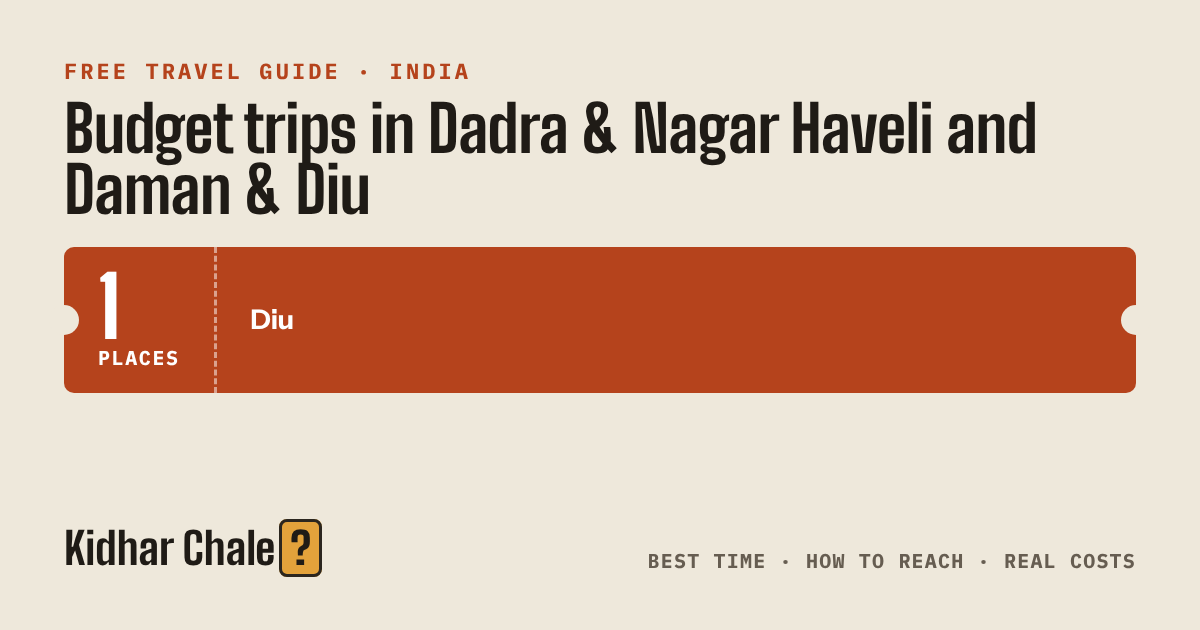 FREE TRAVEL GUIDE · INDIA
Budget trips in Dadra & Nagar Haveli and
Daman & Diu
1
PLACES
Diu
Kidhar Chale ?
BEST TIME · HOW TO REACH · REAL COSTS